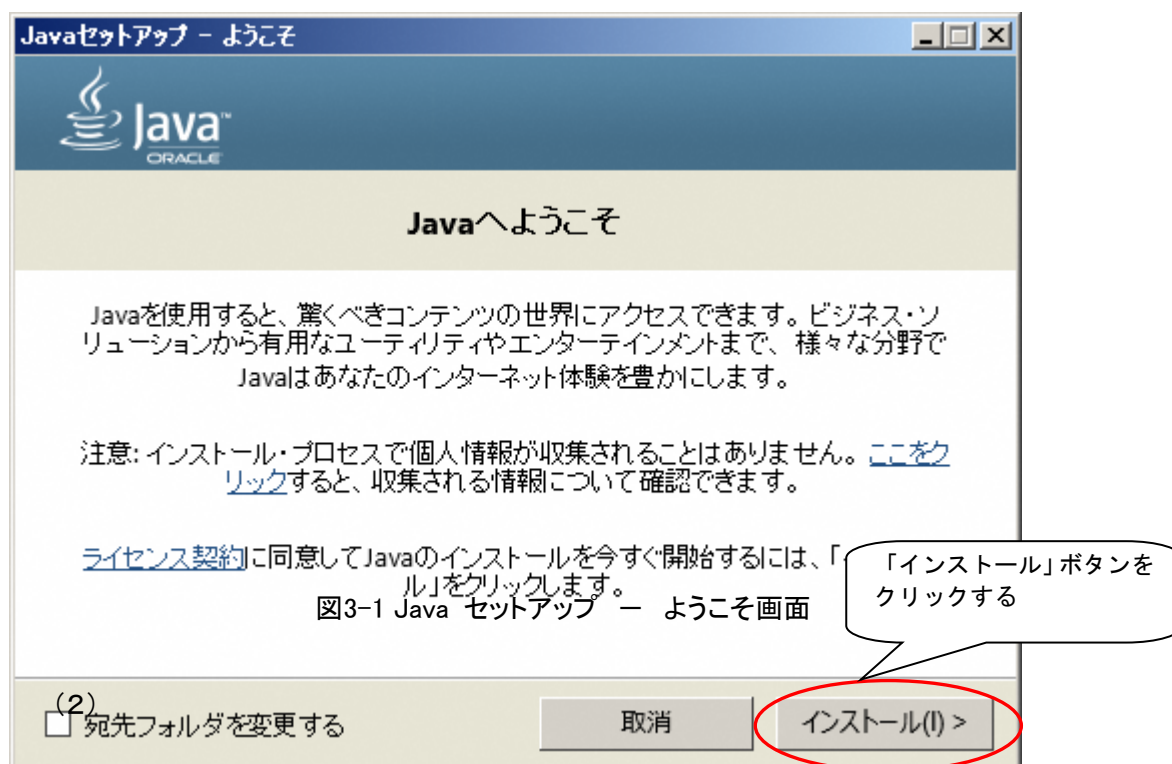 Javaセットアップ - ようこそ
Java™
ORACLE
Javaへようこそ
Javaを使用すると、驚くべきコンテンツの世界にアクセスできます。ビジネス・ソ
リューションから有用なユーティリティやエンターテインメントまで、様々な分野で
Javaはあなたのインターネット体験を豊かにします。
注意: インストール・プロセスで個人情報が収集されることはありません。ここをク
リックすると、収集される情報について確認できます。
ライセンス契約に同意してJavaのインストールを今すぐ開始するには、「
ル」をクリックします。
図3-1 Java セットアップ － ようこそ画面
「インストール」ボタンを
クリックする
(2)
宛先フォルダを変更する
取消
インストール(I) >